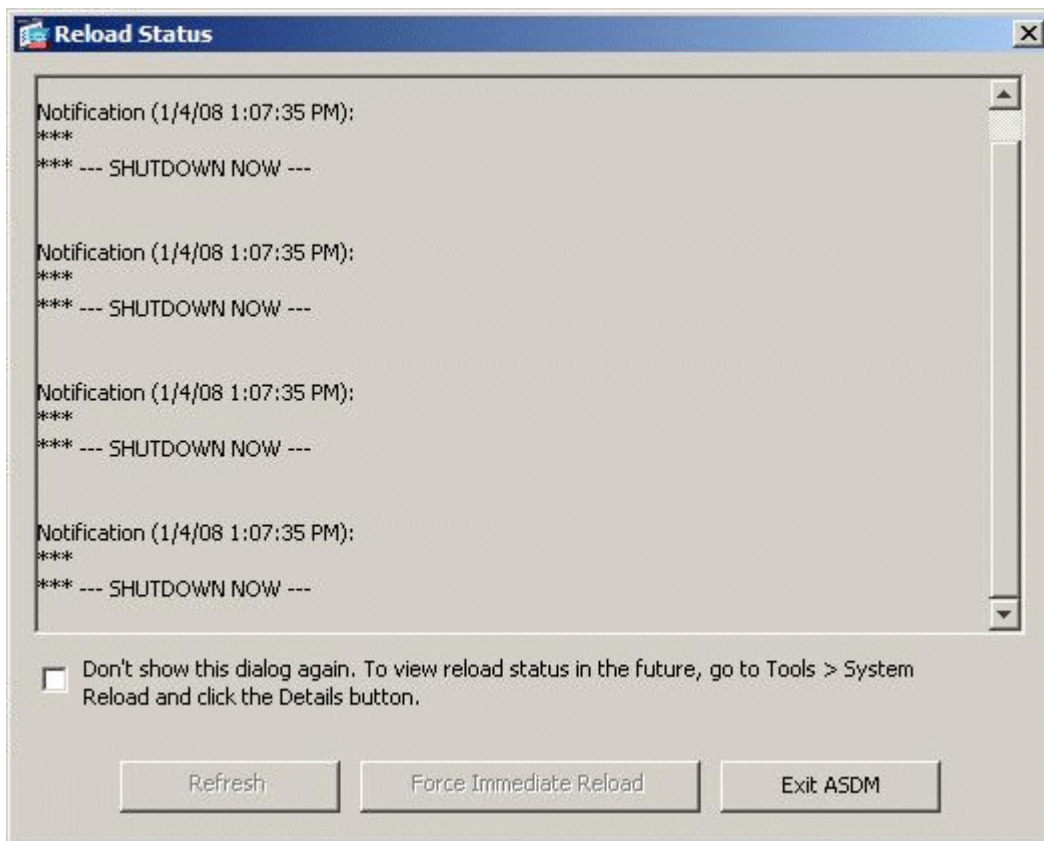 Reload Status
Notification (1/4/08 1:07:35 PM):
***
*** --- SHUTDOWN NOW ---
Notification (1/4/08 1:07:35 PM):
***
*** --- SHUTDOWN NOW ---
Notification (1/4/08 1:07:35 PM):
***
*** --- SHUTDOWN NOW ---
Notification (1/4/08 1:07:35 PM):
***
*** --- SHUTDOWN NOW ---
Don't show this dialog again. To view reload status in the future, go to Tools > System
Reload and click the Details button.
Refresh
Force Immediate Reload
Exit ASDM